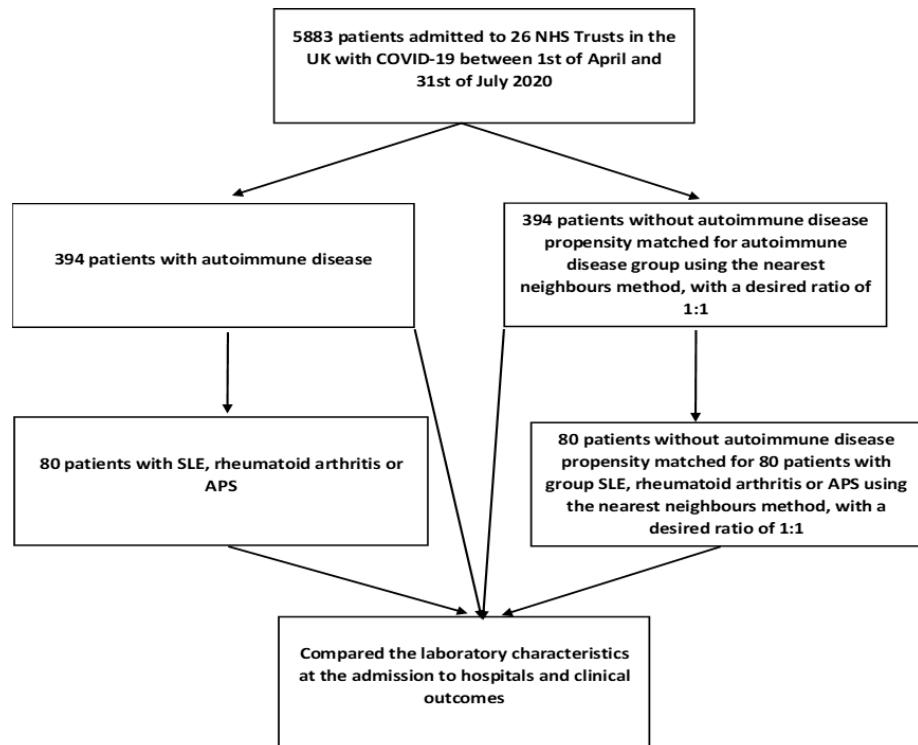 5883 patients admitted to 26 NHS Trusts in the
UK with COVID-19 between 1st of April and
31st of July 2020
394 patients with autoimmune disease
394 patients without autoimmune disease
propensity matched for autoimmune
disease group using the nearest
neighbours method, with a desired ratio of
1:1
80 patients with SLE, rheumatoid arthritis or
APS
80 patients without autoimmune disease
propensity matched for 80 patients with
group SLE, rheumatoid arthritis or APS using
the nearest neighbours method, with a
desired ratio of 1:1
Compared the laboratory characteristics
at the admission to hospitals and clinical
outcomes